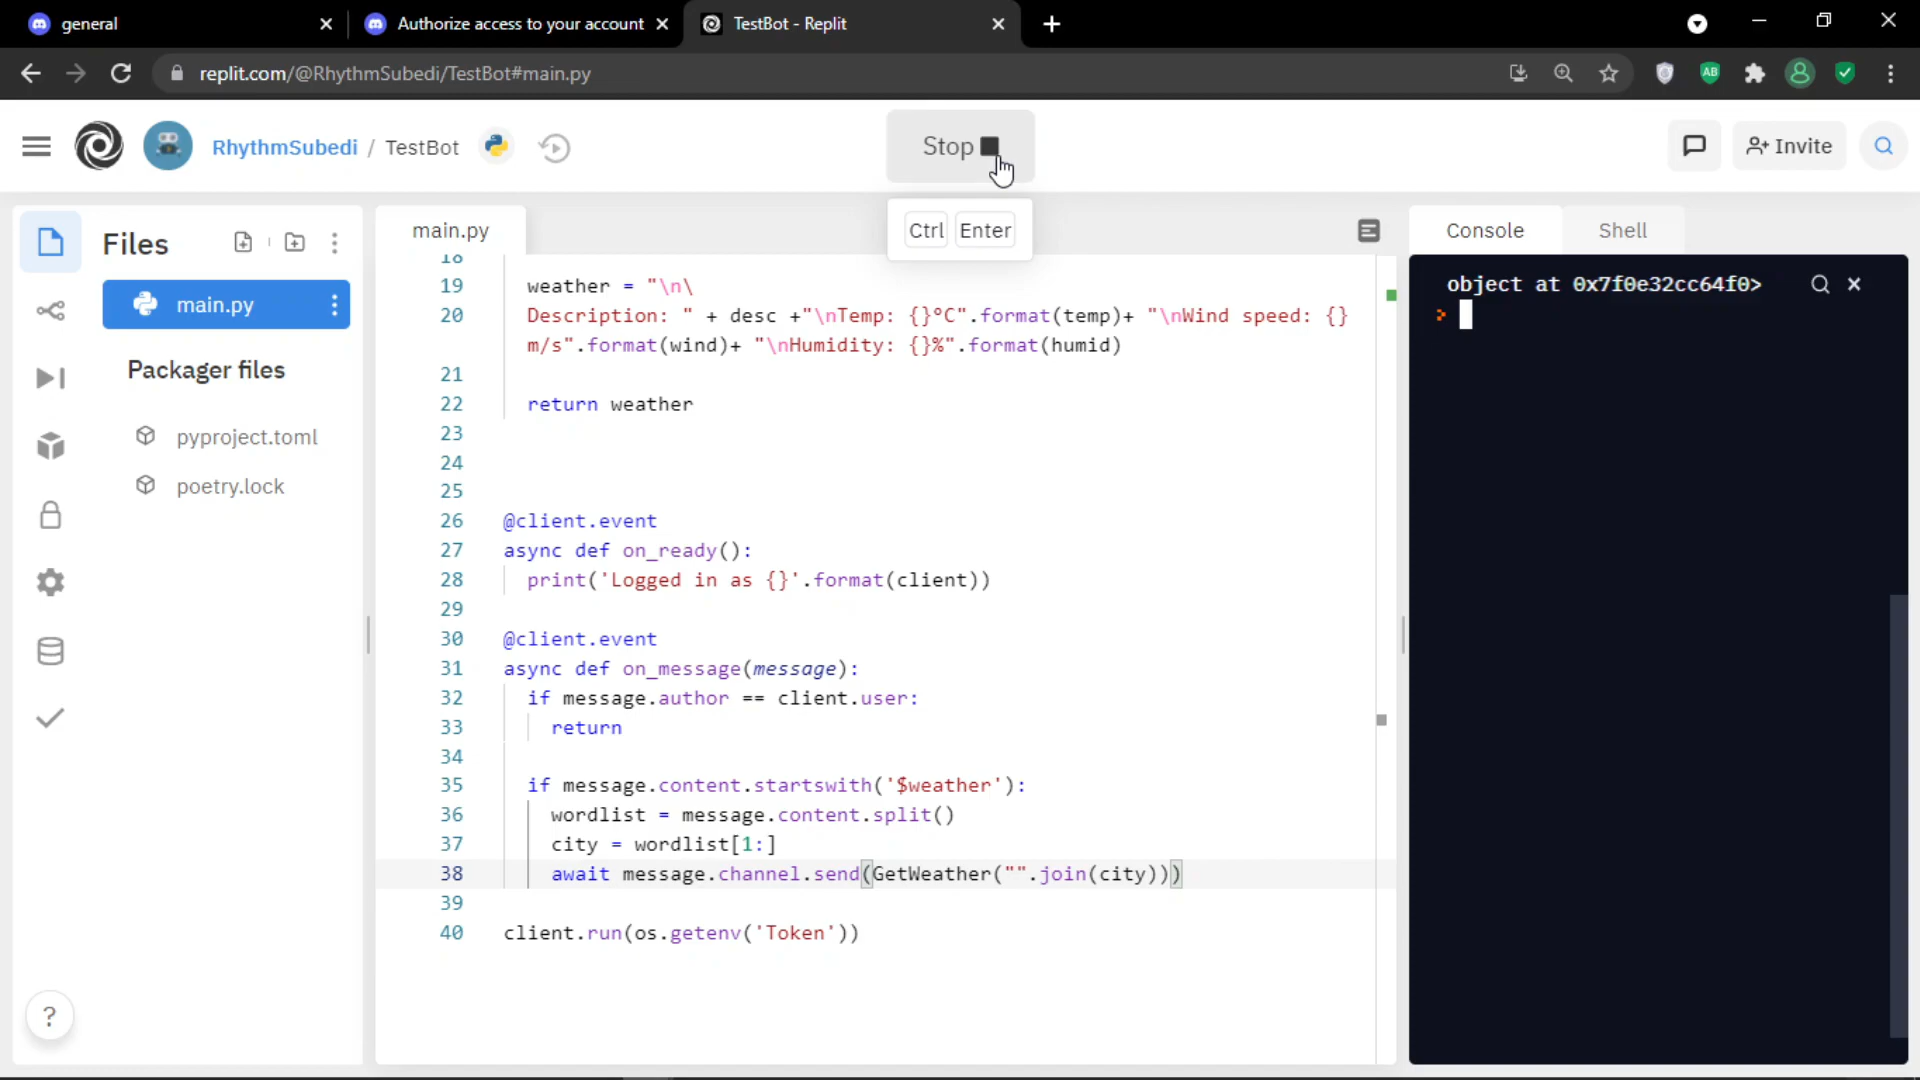 general
Authorize access to your account
TestBot - Replit
replit.com/@RhythmSubedi/TestBot#main.py
AB
RhythmSubedi / TestBot
Stop
Invite
Ctrl Enter
Files
main.py
Packager files
pyproject.toml
poetry.lock
?
main.py
18
19 weather = "\n\
20 Description: " + desc +"\nTemp: {}°C".format(temp)+ "\nWind speed: {}
m/s".format(wind)+ "\nHumidity: {}%".format(humid)
21
22 return weather
23
24
25
26 @client.event
27 async def on_ready():
28 print('Logged in as {}'.format(client))
29
30 @client.event
31 async def on_message(message):
32 if message.author == client.user:
33 return
34
35 if message.content.startswith('$weather'):
36 wordlist = message.content.split()
37 city = wordlist[1:]
38 await message.channel.send(GetWeather("".join(city)))
39
40 client.run(os.getenv('Token'))
Console
Shell
object at 0x7f0e32cc64f0>
>